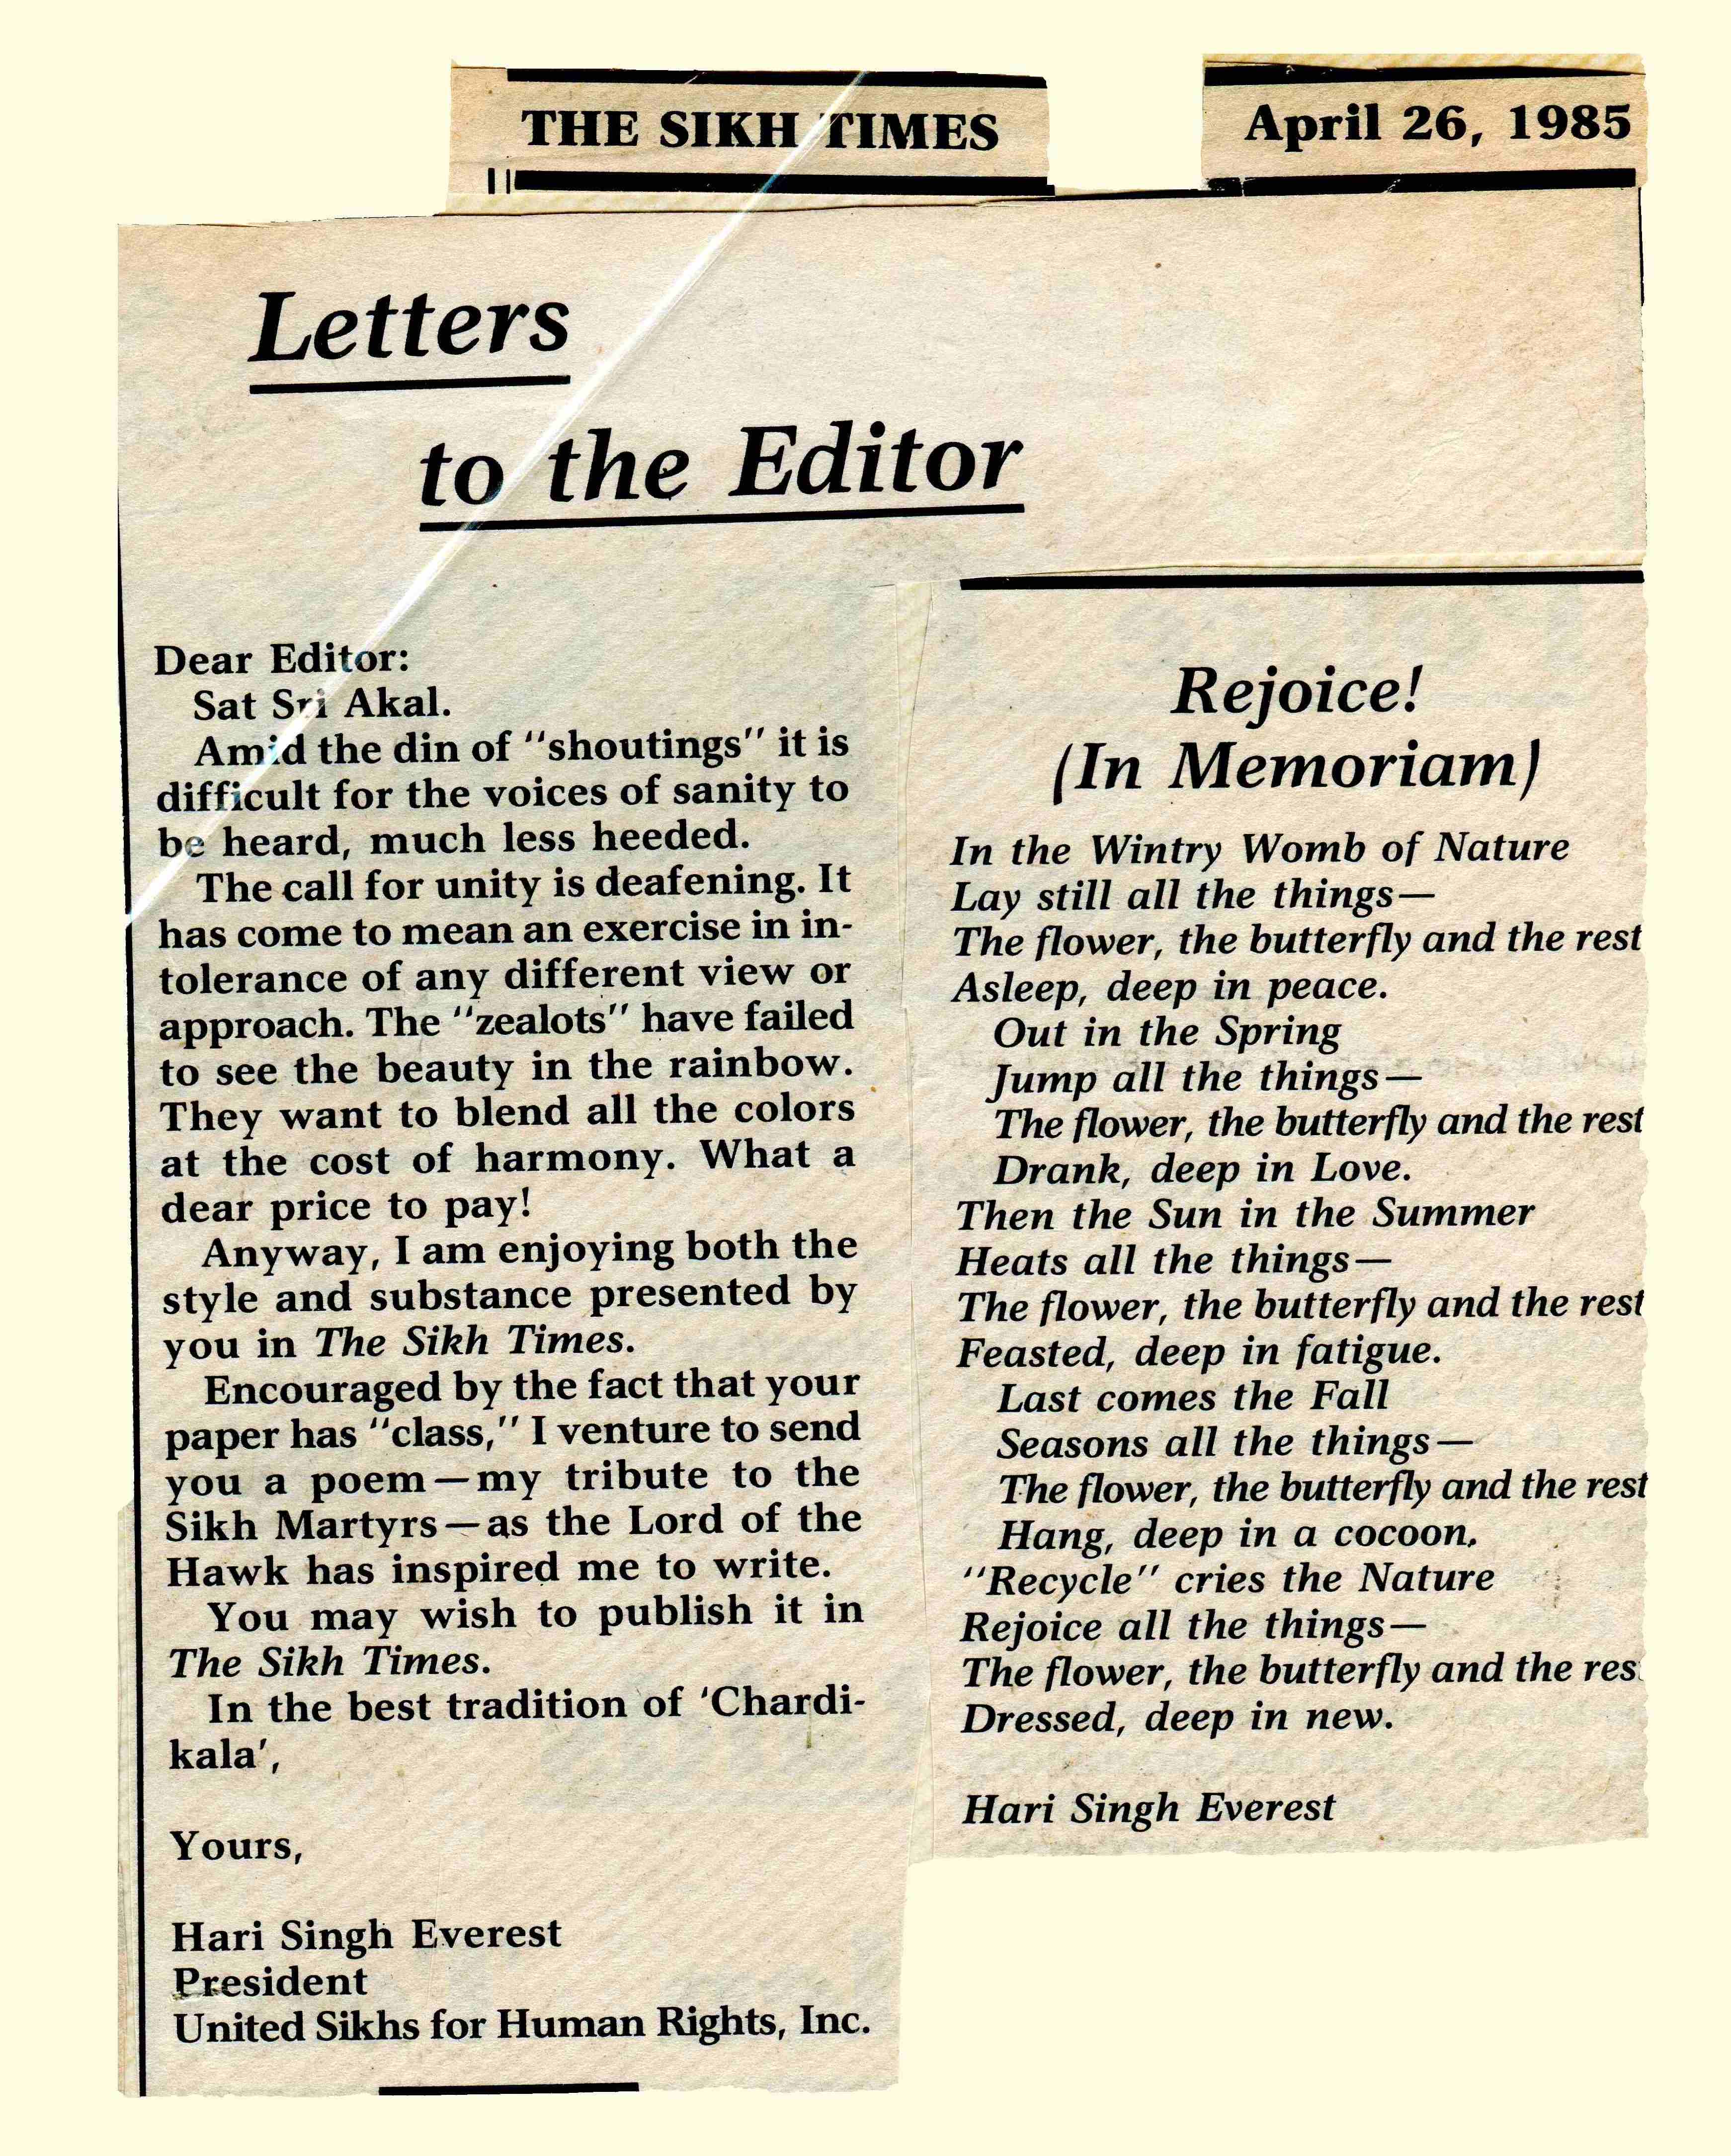 THE SIKH TIMES
April 26, 1985
Letters
to the Editor
Dear Editor:
Sat Sri Akal.
Amid the din of "shoutings" it is
difficult for the voices of sanity to
be heard, much less heeded.
The call for unity is deafening. It
has come to mean an exercise in in-
tolerance of any different view or
approach. The "zealots" have failed
to see the beauty in the rainbow.
They want to blend all the colors
at the cost of harmony. What a
dear price to pay!
Anyway, I am enjoying both the
style and substance presented by
you in The Sikh Times.
Encouraged by the fact that your
paper has "class," I venture to send
you a poem—my tribute to the
Sikh Martyrs—as the Lord of the
Hawk has inspired me to write.
You may wish to publish it in
The Sikh Times.
In the best tradition of 'Chardi-
kala',
Yours,
Hari Singh Everest
President
United Sikhs for Human Rights, Inc.
Rejoice!
(In Memoriam)
In the Wintry Womb of Nature
Lay still all the things—
The flower, the butterfly and the rest
Asleep, deep in peace.
Out in the Spring
Jump all the things—
The flower, the butterfly and the rest
Drank, deep in Love.
Then the Sun in the Summer
Heats all the things—
The flower, the butterfly and the rest
Feasted, deep in fatigue.
Last comes the Fall
Seasons all the things—
The flower, the butterfly and the rest
Hang, deep in a cocoon.
"Recycle" cries the Nature
Rejoice all the things—
The flower, the butterfly and the res
Dressed, deep in new.
Hari Singh Everest